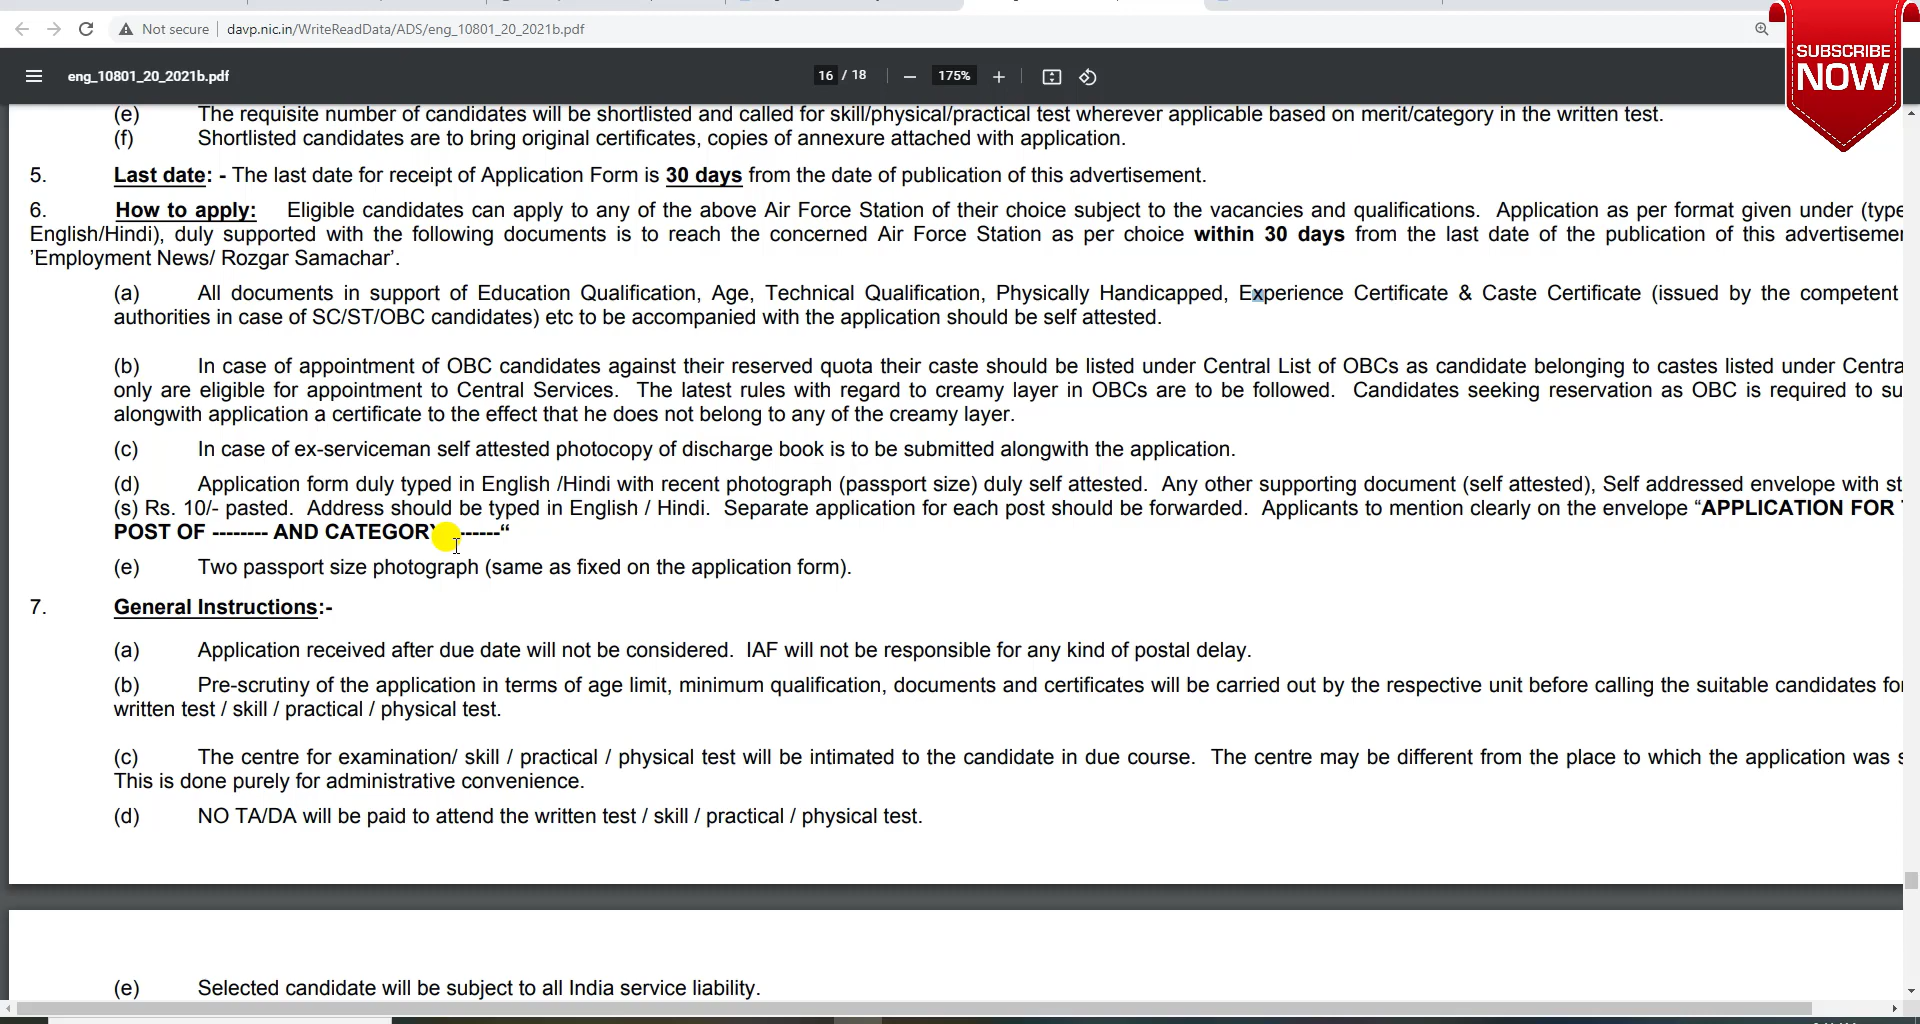 Not secure davp.nic.in/WriteReadData/ADS/eng_10801_20_2021b.pdf
SUBSCRIBE
NOW
eng_10801_20_2021b.pdf 16 / 18 175%
(e) The requisite number of candidates will be shortlisted and called for skill/physical/practical test wherever applicable based on merit/category in the written test.
(f) Shortlisted candidates are to bring original certificates, copies of annexure attached with application.
5. Last date: - The last date for receipt of Application Form is 30 days from the date of publication of this advertisement.
6. How to apply: Eligible candidates can apply to any of the above Air Force Station of their choice subject to the vacancies and qualifications. Application as per format given under (type
English/Hindi), duly supported with the following documents is to reach the concerned Air Force Station as per choice within 30 days from the last date of the publication of this advertisemen
'Employment News/ Rozgar Samachar'.
(a) All documents in support of Education Qualification, Age, Technical Qualification, Physically Handicapped, Experience Certificate & Caste Certificate (issued by the competent
authorities in case of SC/ST/OBC candidates) etc to be accompanied with the application should be self attested.
(b) In case of appointment of OBC candidates against their reserved quota their caste should be listed under Central List of OBCs as candidate belonging to castes listed under Centra
only are eligible for appointment to Central Services. The latest rules with regard to creamy layer in OBCs are to be followed. Candidates seeking reservation as OBC is required to su
alongwith application a certificate to the effect that he does not belong to any of the creamy layer.
(c) In case of ex-serviceman self attested photocopy of discharge book is to be submitted alongwith the application.
(d) Application form duly typed in English /Hindi with recent photograph (passport size) duly self attested. Any other supporting document (self attested), Self addressed envelope with st
(s) Rs. 10/- pasted. Address should be typed in English / Hindi. Separate application for each post should be forwarded. Applicants to mention clearly on the envelope “APPLICATION FOR
POST OF -------- AND CATEGORY ------“
(e) Two passport size photograph (same as fixed on the application form).
7. General Instructions:-
(a) Application received after due date will not be considered. IAF will not be responsible for any kind of postal delay.
(b) Pre-scrutiny of the application in terms of age limit, minimum qualification, documents and certificates will be carried out by the respective unit before calling the suitable candidates for
written test / skill / practical / physical test.
(c) The centre for examination/ skill / practical / physical test will be intimated to the candidate in due course. The centre may be different from the place to which the application was s
This is done purely for administrative convenience.
(d) NO TA/DA will be paid to attend the written test / skill / practical / physical test.
(e) Selected candidate will be subject to all India service liability.